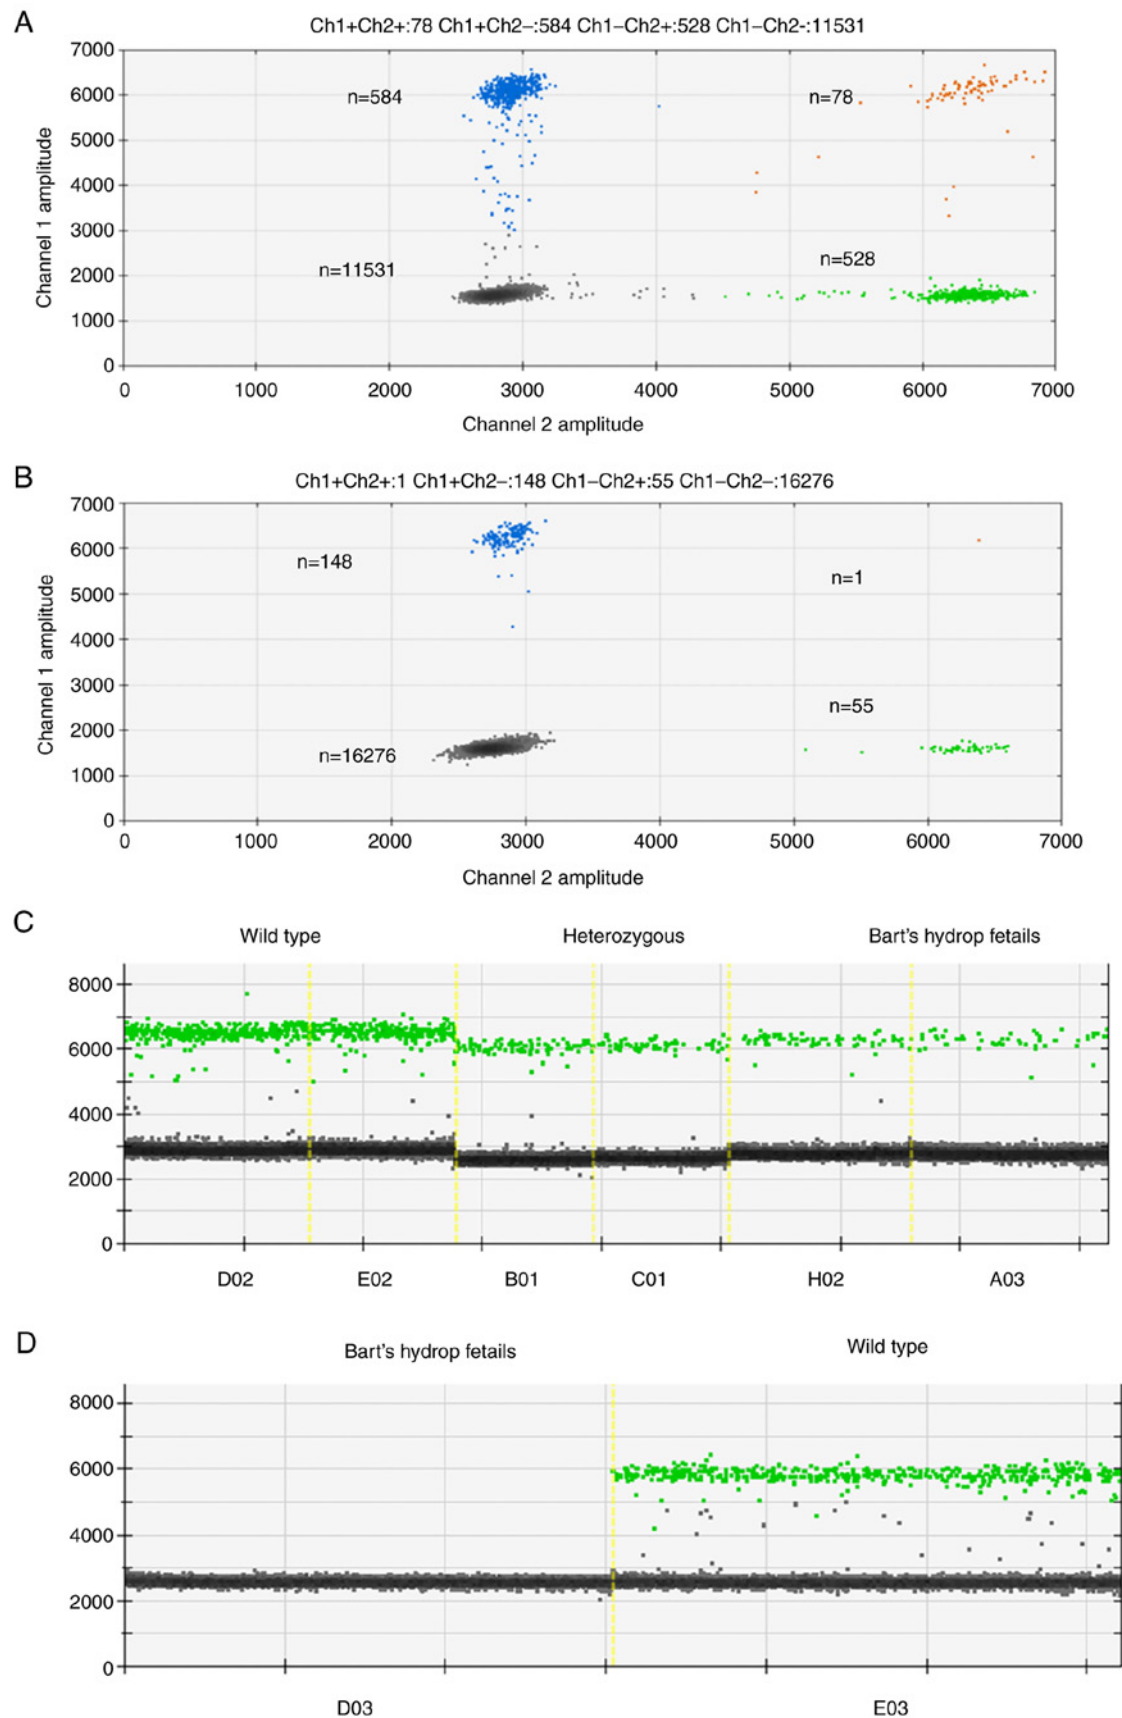 A
Ch1+Ch2+:78 Ch1+Ch2–:584 Ch1–Ch2+:528 Ch1–Ch2-:11531
7000
6000
5000
4000
3000
2000
1000
0
Channel 1 amplitude
n=584
n=78
n=11531
n=528
0 1000 2000 3000 4000 5000 6000 7000
Channel 2 amplitude
B
Ch1+Ch2+:1 Ch1+Ch2–:148 Ch1–Ch2+:55 Ch1–Ch2–:16276
7000
6000
5000
4000
3000
2000
1000
0
Channel 1 amplitude
n=148
n=1
n=55
n=16276
0 1000 2000 3000 4000 5000 6000 7000
Channel 2 amplitude
C
Wild type Heterozygous Bart's hydrop fetails
8000
6000
4000
2000
0
D02 E02 B01 C01 H02 A03
D
Bart's hydrop fetails Wild type
8000
6000
4000
2000
0
D03 E03